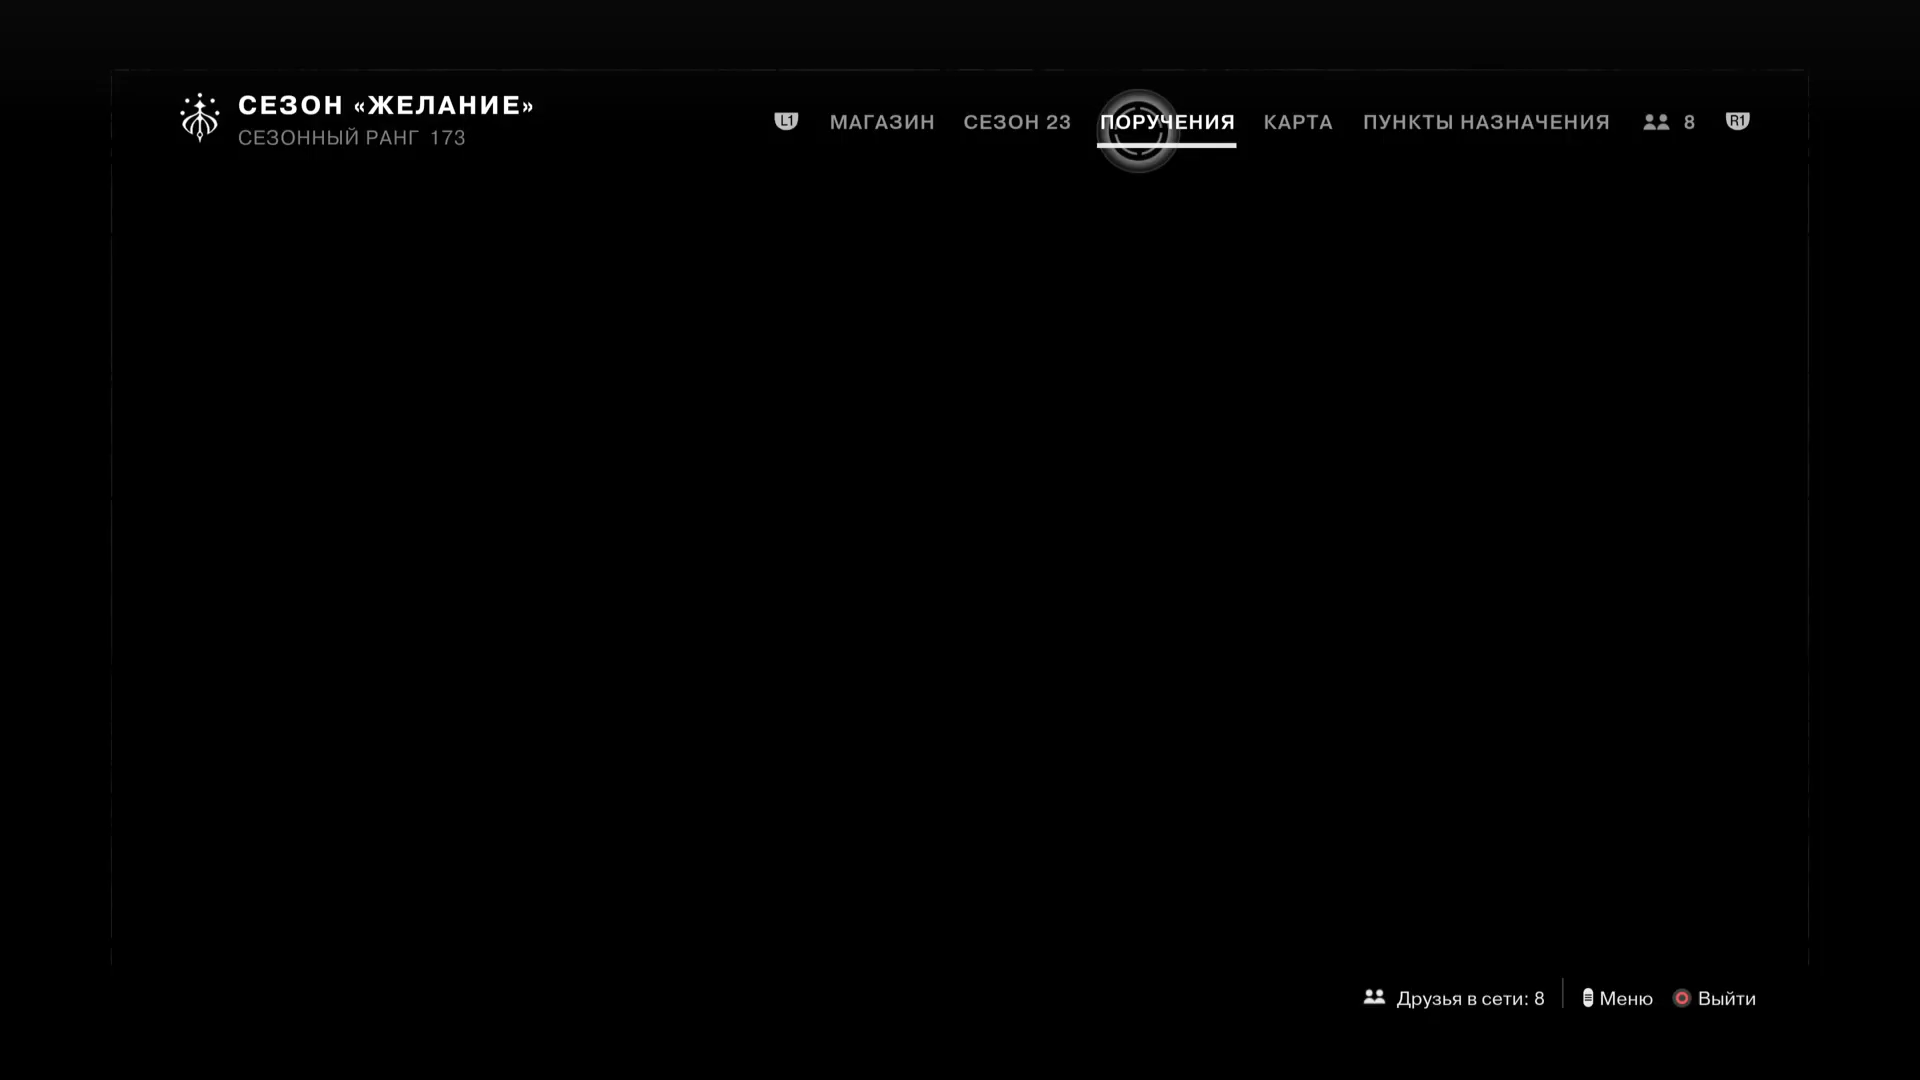 СЕЗОН «ЖЕЛАНИЕ»
СЕЗОННЫЙ РАНГ 173
L1 МАГАЗИН СЕЗОН 23 ПОРУЧЕНИЯ КАРТА ПУНКТЫ НАЗНАЧЕНИЯ 8 R1
Друзья в сети: 8 Меню Выйти